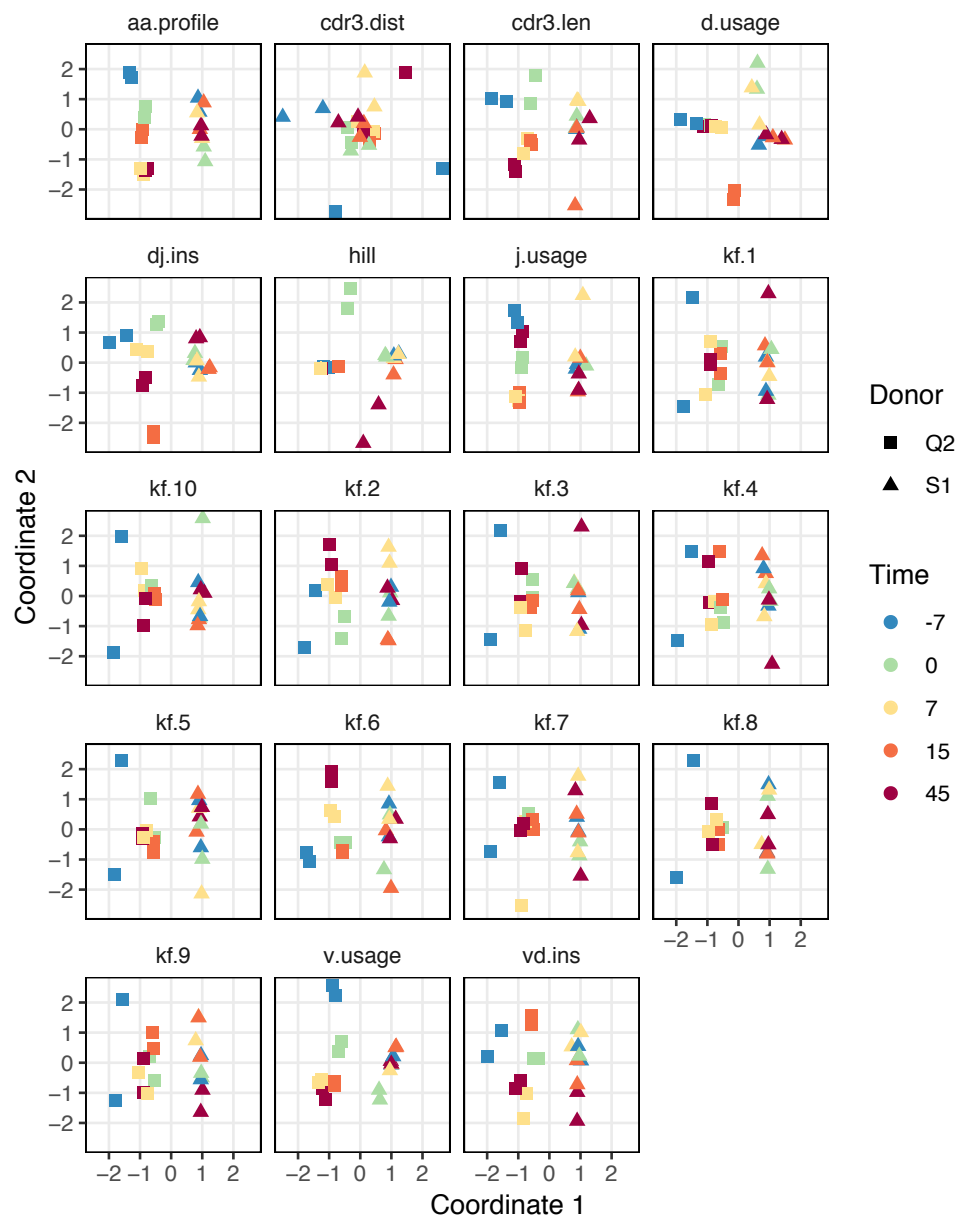 aa.profile cdr3.dist cdr3.len d.usage
2
1
0
−1
−2
dj.ins hill j.usage kf.1
2
1
0
−1
−2
kf.10 kf.2 kf.3 kf.4
2
1
0
−1
−2
kf.5 kf.6 kf.7 kf.8
2
1
0
−1
−2
−2 −1 0 1 2
kf.9 v.usage vd.ins
2
1
0
−1
−2
−2 −1 0 1 2 −2 −1 0 1 2 −2 −1 0 1 2
Coordinate 1
Coordinate 2
Donor
Q2
S1
Time
-7
0
7
15
45